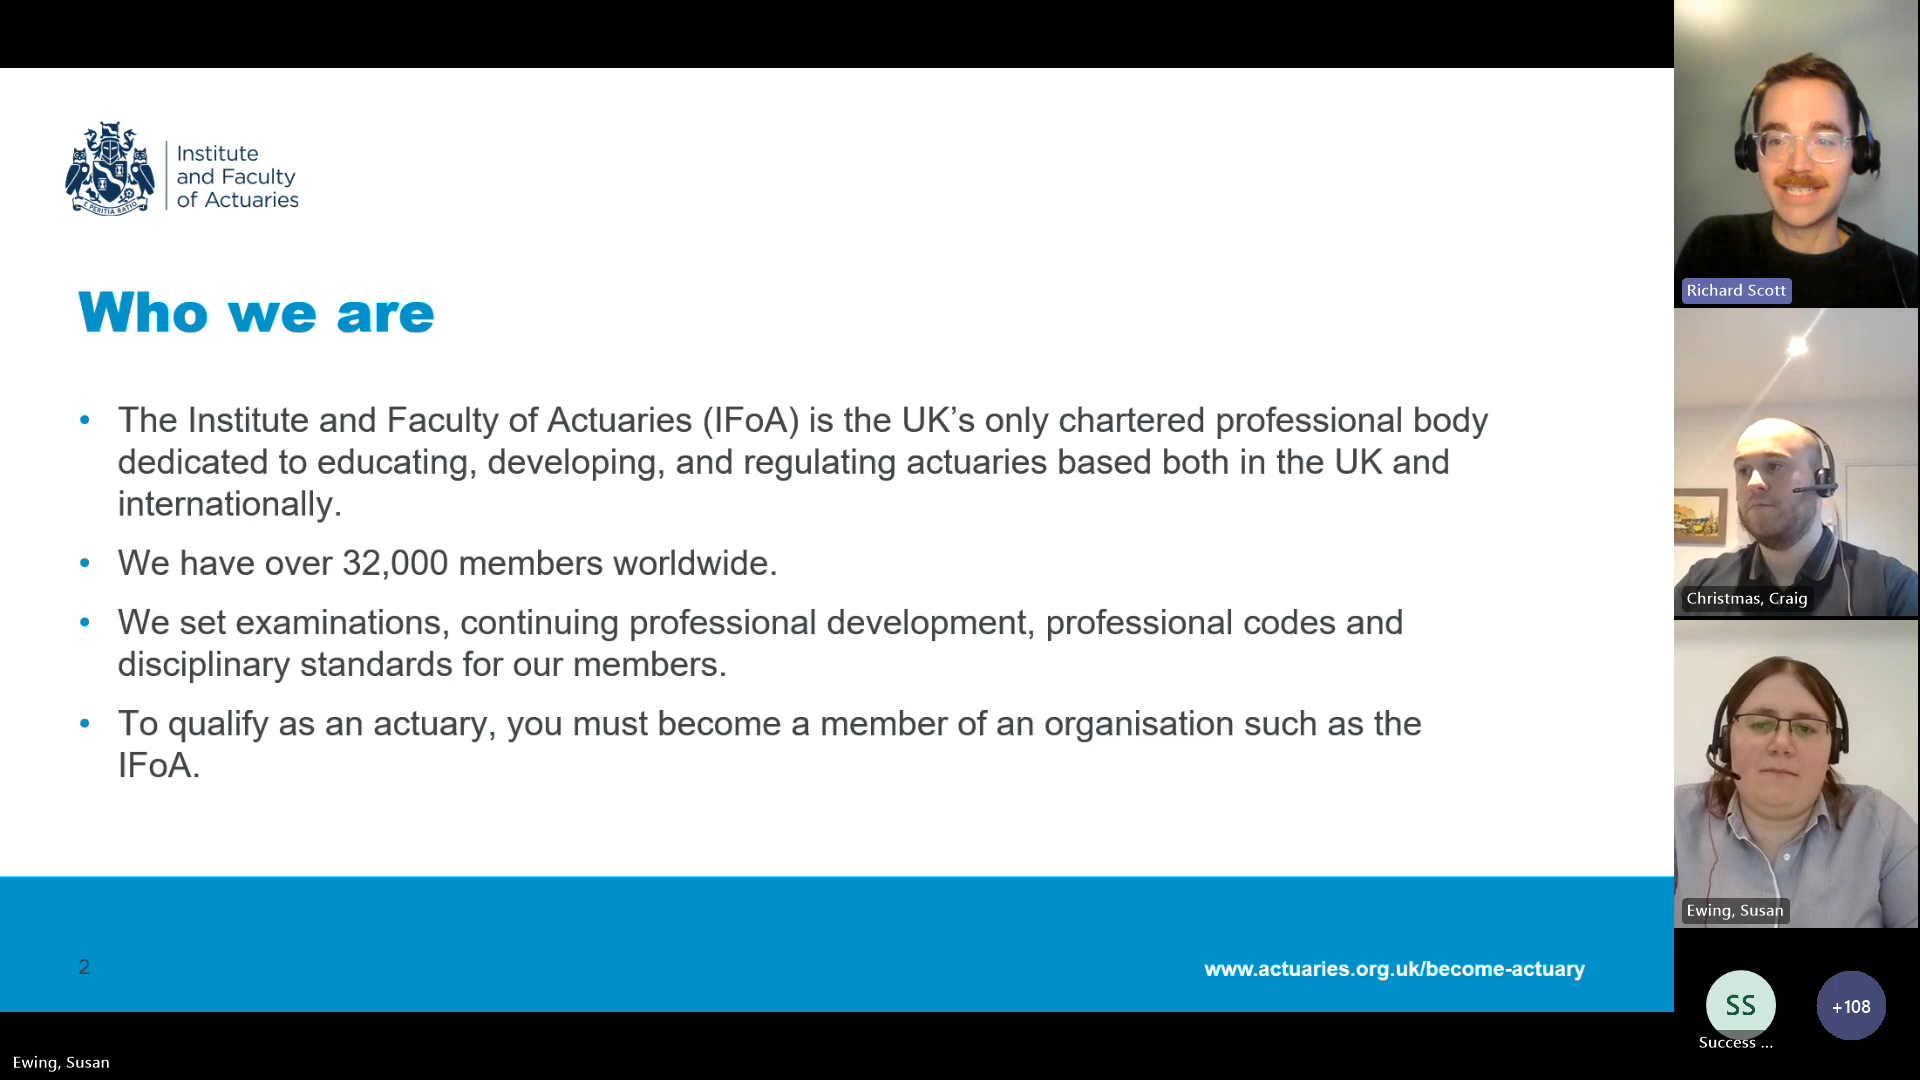 Institute
and Faculty
of Actuaries
E PERITIA RATIO
Who we are
• The Institute and Faculty of Actuaries (IFoA) is the UK’s only chartered professional body
dedicated to educating, developing, and regulating actuaries based both in the UK and
internationally.
• We have over 32,000 members worldwide.
• We set examinations, continuing professional development, professional codes and
disciplinary standards for our members.
• To qualify as an actuary, you must become a member of an organisation such as the
IFoA.
2
www.actuaries.org.uk/become-actuary
Ewing, Susan
Richard Scott
Christmas, Craig
Ewing, Susan
SS
Success ...
+108